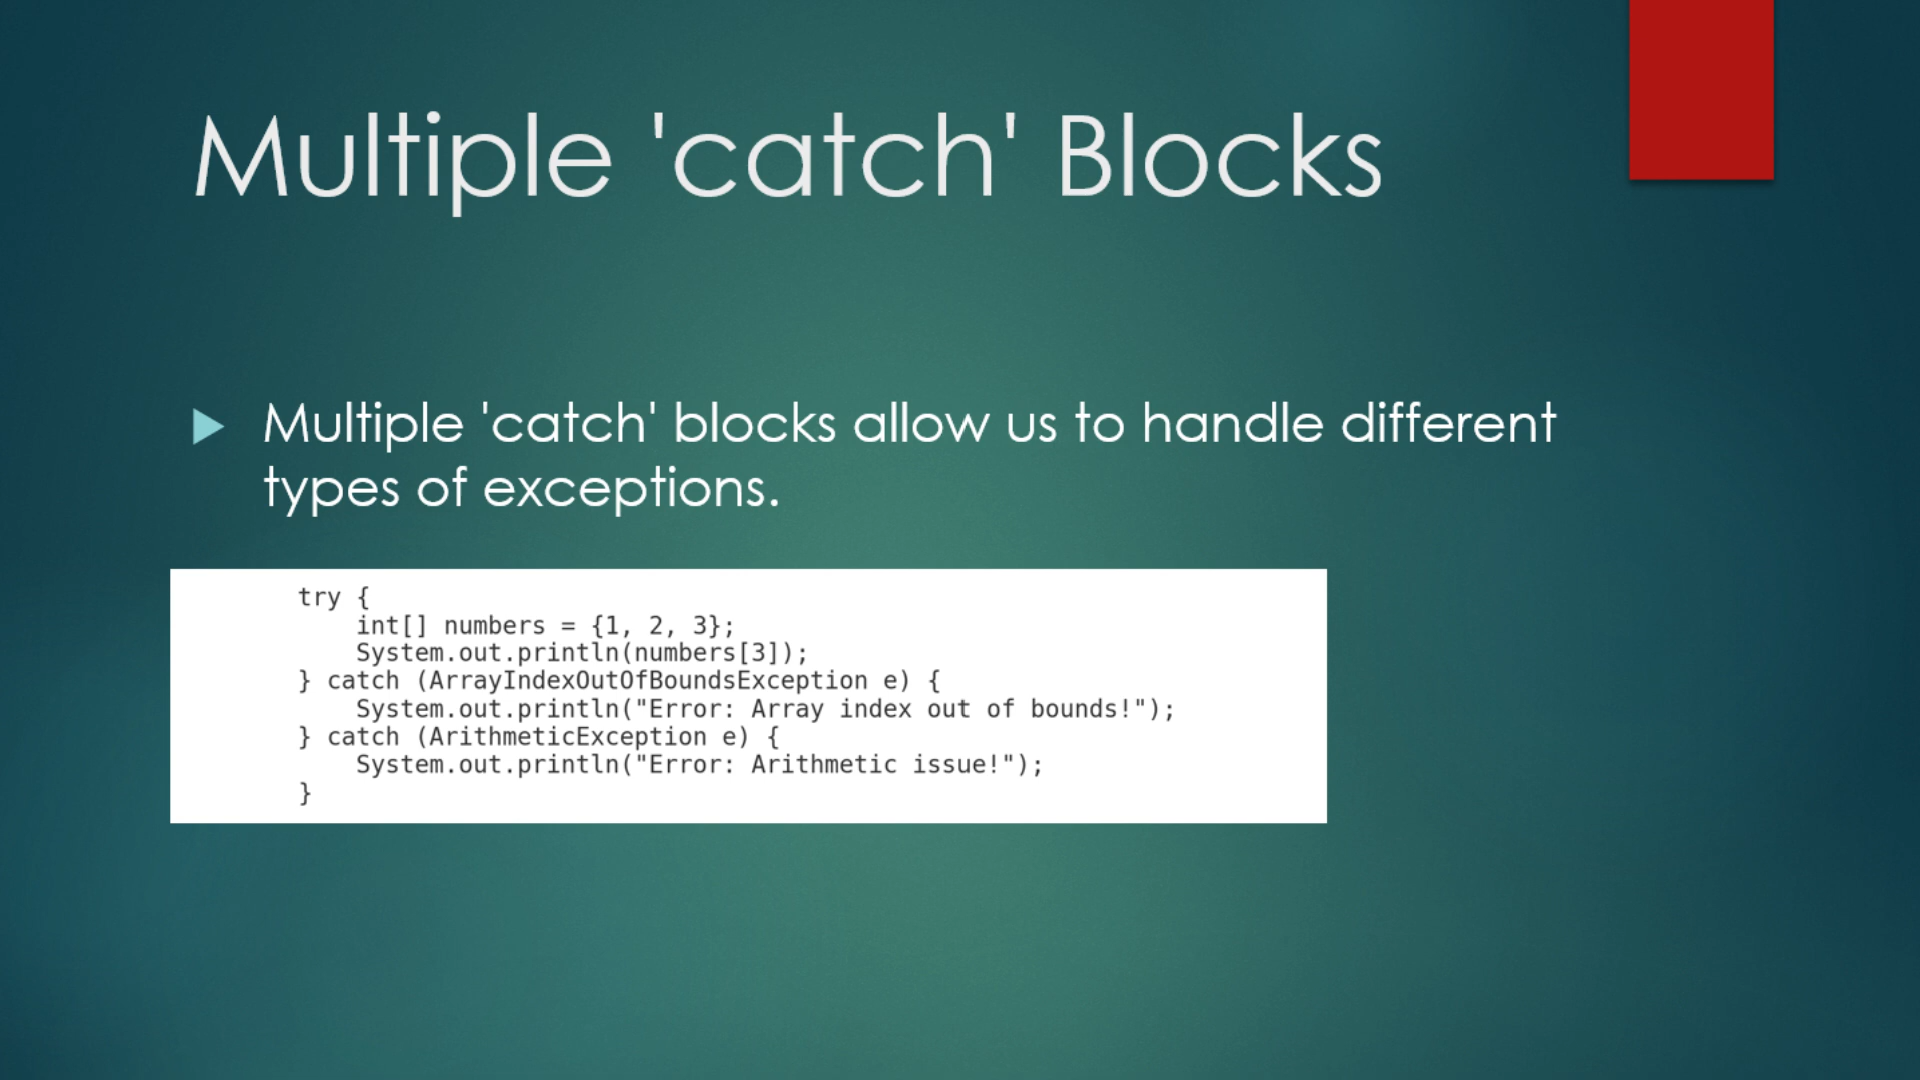 Multiple 'catch' Blocks
Multiple 'catch' blocks allow us to handle different
types of exceptions.
try {
    int[] numbers = {1, 2, 3};
    System.out.println(numbers[3]);
} catch (ArrayIndexOutOfBoundsException e) {
    System.out.println("Error: Array index out of bounds!");
} catch (ArithmeticException e) {
    System.out.println("Error: Arithmetic issue!");
}